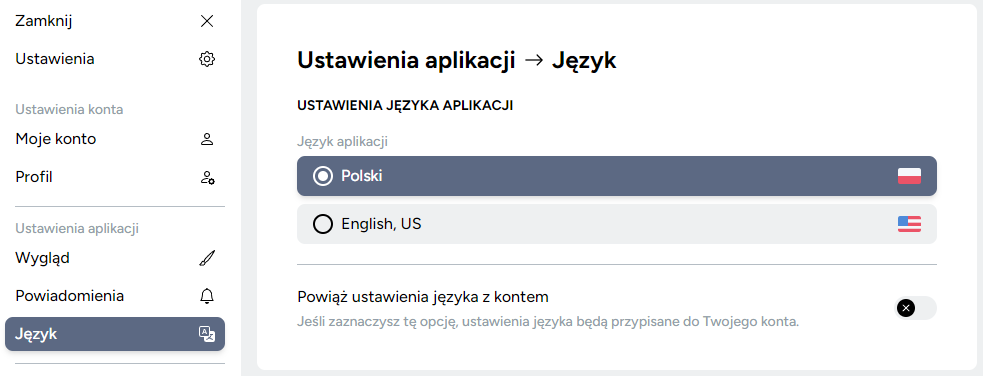 Zamknij
Ustawienia
Ustawienia konta
Moje konto
Profil
Ustawienia aplikacji
Wygląd
Powiadomienia
Język
Ustawienia aplikacji → Język
USTAWIENIA JĘZYKA APLIKACJI
Język aplikacji
Polski
English, US
Powiąż ustawienia języka z kontem
Jeśli zaznaczysz tę opcję, ustawienia języka będą przypisane do Twojego konta.